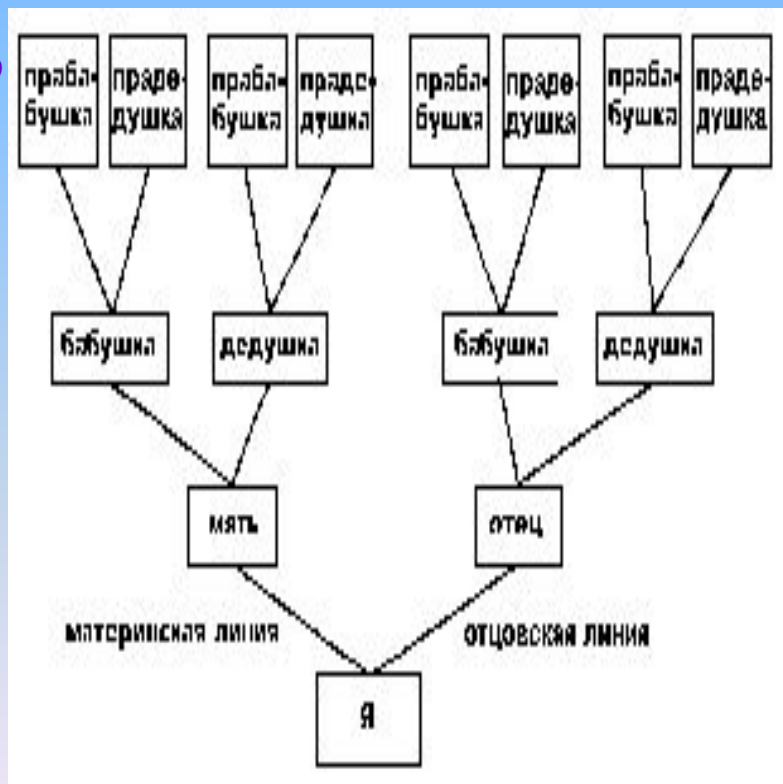 праба-
бушка
праде-
душка
праба-
бушка
праде-
душка
праба-
бушка
праде-
душка
праба-
бушка
праде-
душка
бабушка
дедушка
бабушка
дедушка
мать
отец
материнская линия
отцовская линия
Я